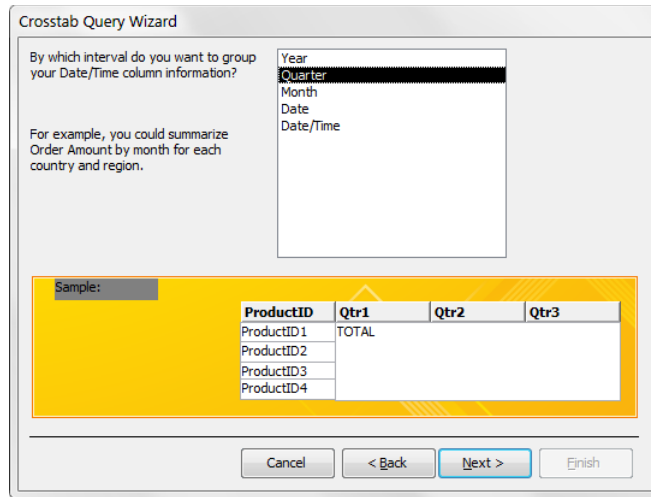 Crosstab Query Wizard
By which interval do you want to group
your Date/Time column information?
For example, you could summarize
Order Amount by month for each
country and region.
Year
Quarter
Month
Date
Date/Time
Sample:
ProductID Qtr1 Qtr2 Qtr3
ProductID1 TOTAL
ProductID2
ProductID3
ProductID4
Cancel < Back Next > Finish